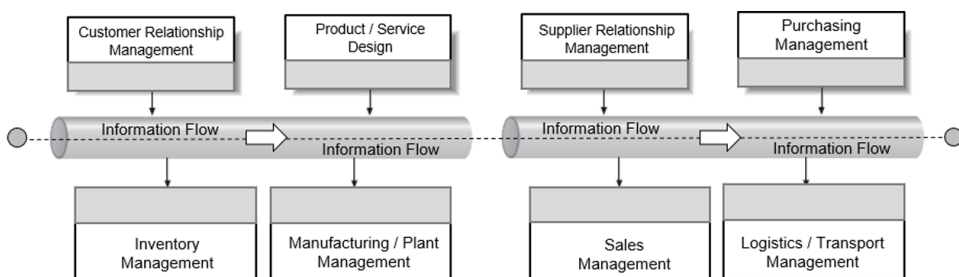 Customer Relationship
Management
Product / Service
Design
Supplier Relationship
Management
Purchasing
Management
Information Flow
Information Flow
Information Flow
Information Flow
Inventory
Management
Manufacturing / Plant
Management
Sales
Management
Logistics / Transport
Management